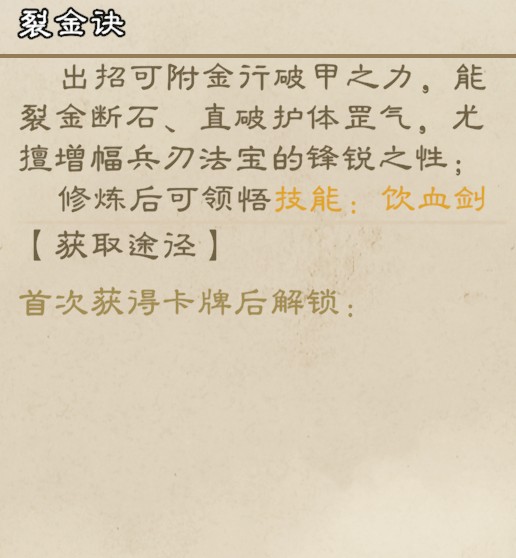 裂金诀
出招可附金行破甲之力，能
裂金断石、直破护体罡气，尤
擅增幅兵刃法宝的锋锐之性；
修炼后可领悟技能：饮血剑
【获取途径】
首次获得卡牌后解锁：